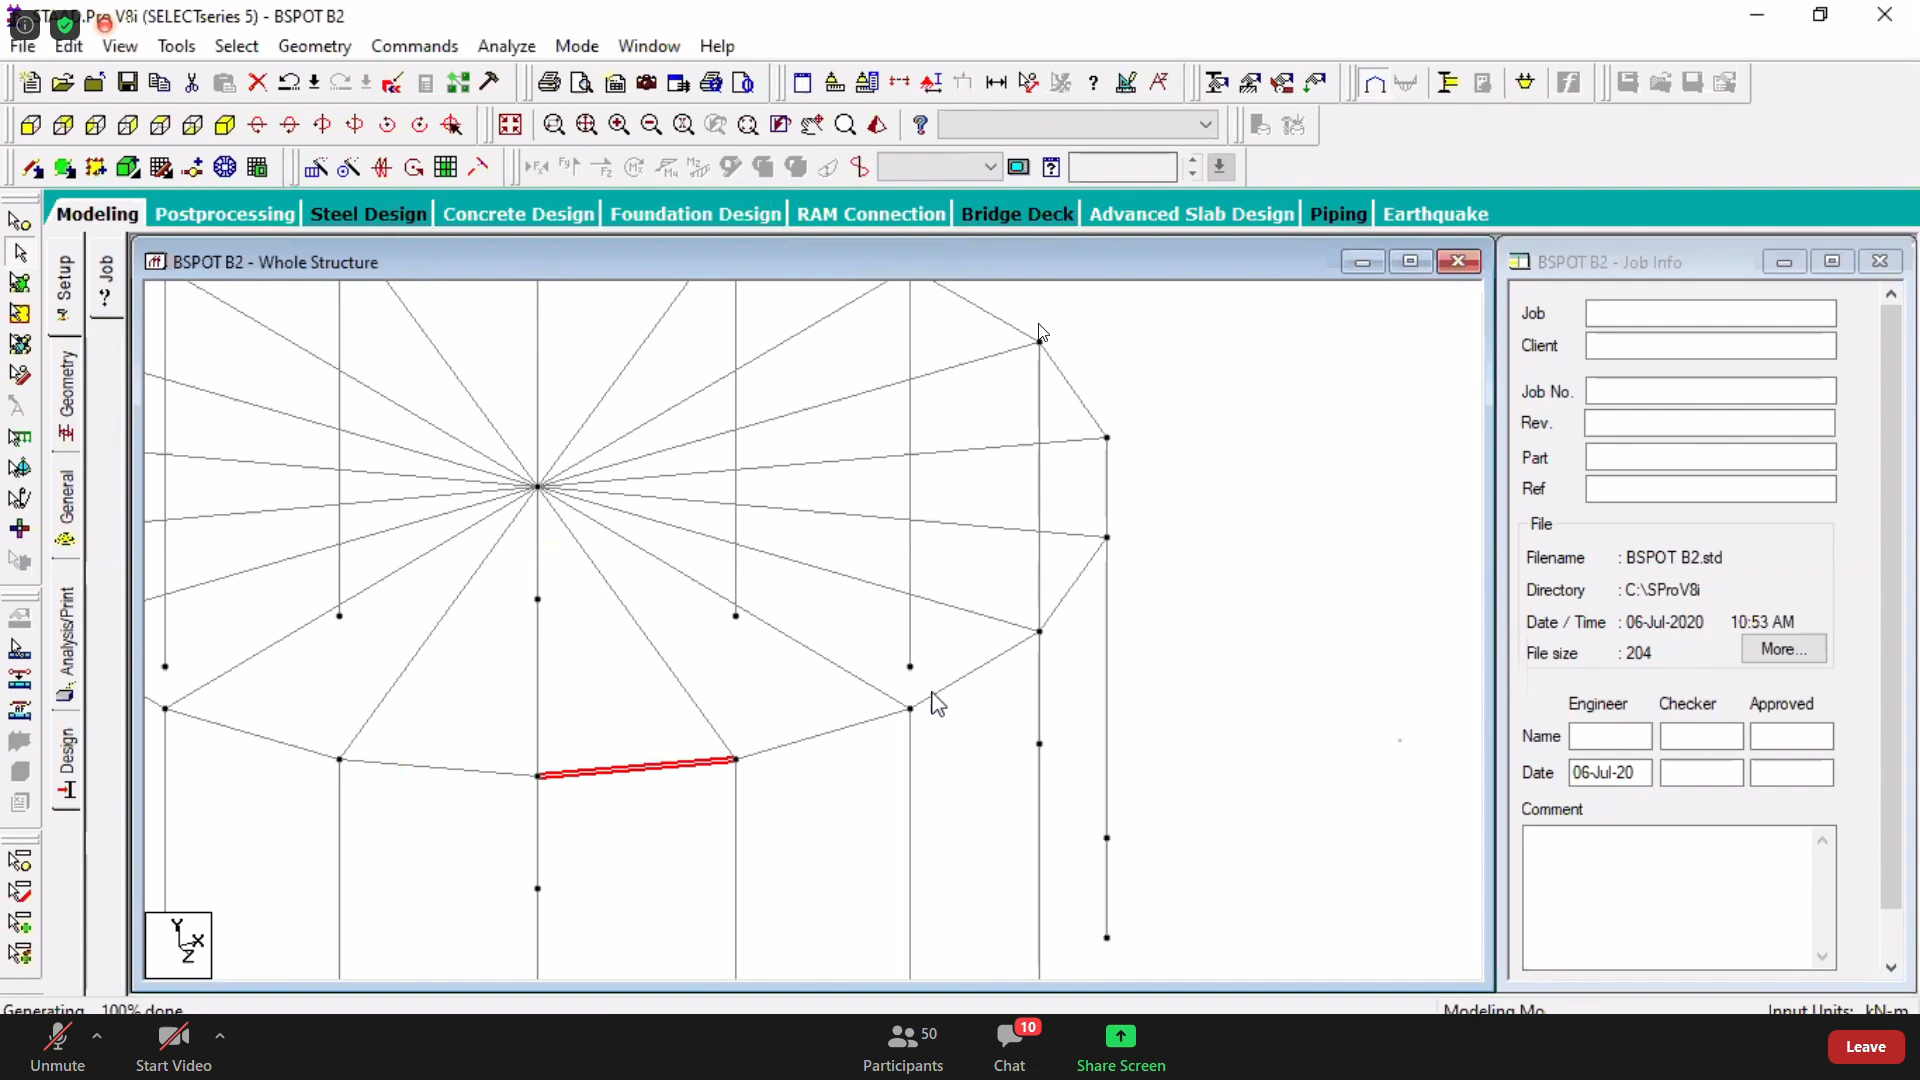 STAAD.Pro V8i (SELECTseries 5) - BSPOT B2
File Edit View Tools Select Geometry Commands Analyze Mode Window Help
Modeling Postprocessing Steel Design Concrete Design Foundation Design RAM Connection Bridge Deck Advanced Slab Design Piping Earthquake
Setup
Geometry
General
Analysis/Print
Design
Job
BSPOT B2 - Whole Structure
Y
X
Z
BSPOT B2 - Job Info
Job
Client
Job No.
Rev.
Part
Ref
File
Filename : BSPOT B2.std
Directory : C:\SProV8i
Date / Time : 06-Jul-2020 10:53 AM
File size : 204
More...
Engineer Checker Approved
Name
Date 06-Jul-20
Comment
Generating 100% done
Modeling Mo
Input Units: kN-m
Unmute
Start Video
50
Participants
10
Chat
Share Screen
Leave